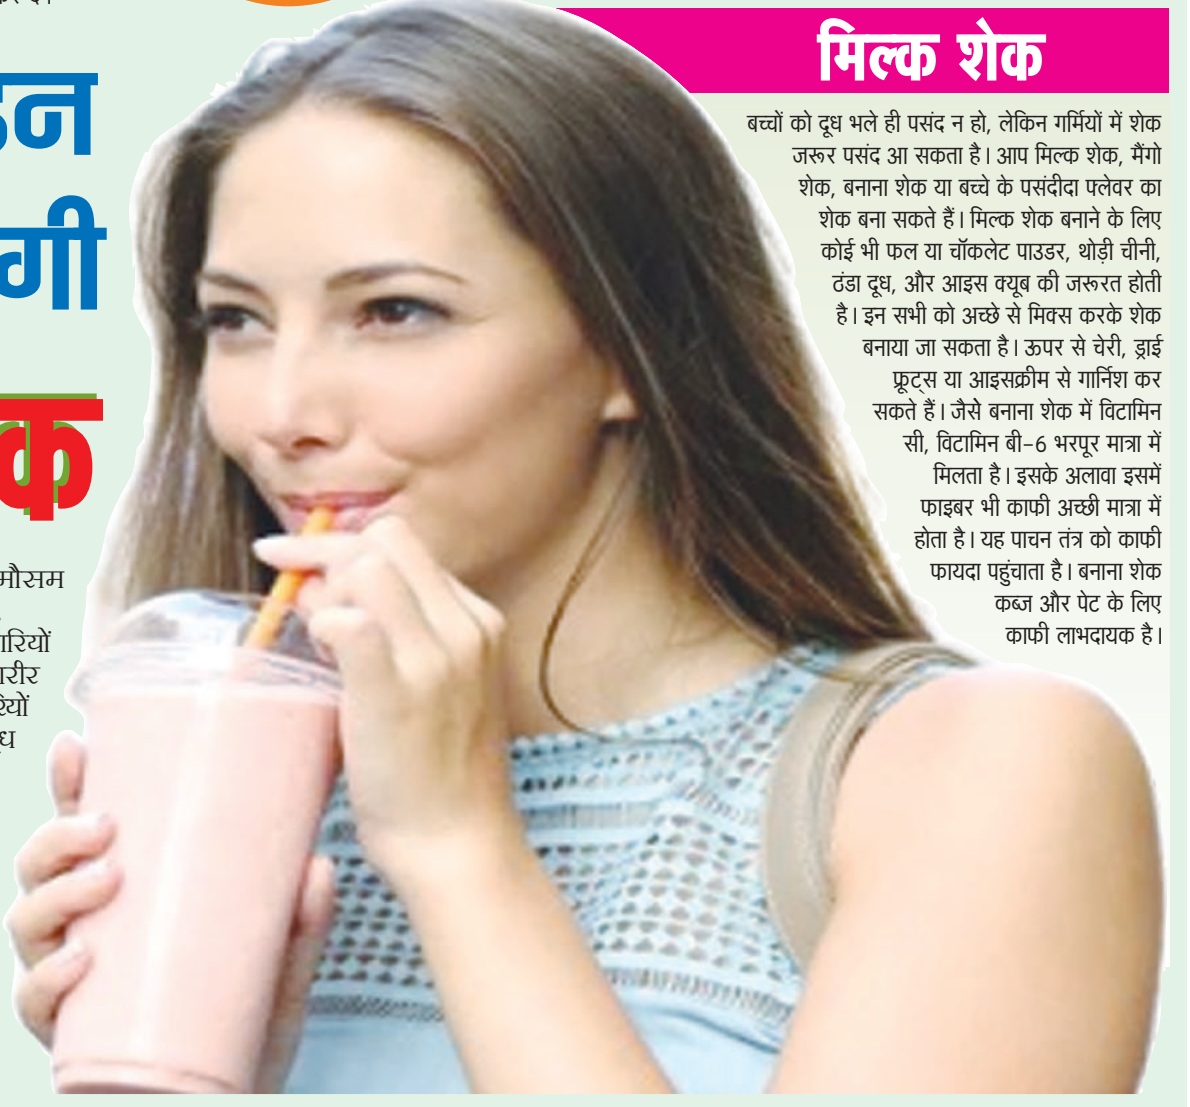 मिल्क शेक
बच्चों को दूध भले ही पसंद न हो, लेकिन गर्मियों में शेक
जरूर पसंद आ सकता है। आप मिल्क शेक, मैंगो
शेक, बनाना शेक या बच्चे के पसंदीदा फ्लेवर का
शेक बना सकते हैं। मिल्क शेक बनाने के लिए
कोई भी फल या चॉकलेट पाउडर, थोड़ी चीनी,
ठंडा दूध, और आइस क्यूब की जरूरत होती
है। इन सभी को अच्छे से मिक्स करके शेक
बनाया जा सकता है। ऊपर से चेरी, ड्राई
फ्रूट्स या आइसक्रीम से गार्निश कर
सकते हैं। जैसे बनाना शेक में विटामिन
सी, विटामिन बी-6 भरपूर मात्रा में
मिलता है। इसके अलावा इसमें
फाइबर भी काफी अच्छी मात्रा में
होता है। यह पाचन तंत्र को काफी
फायदा पहुंचाता है। बनाना शेक
कब्ज और पेट के लिए
काफी लाभदायक है।
गी
क
मौसम